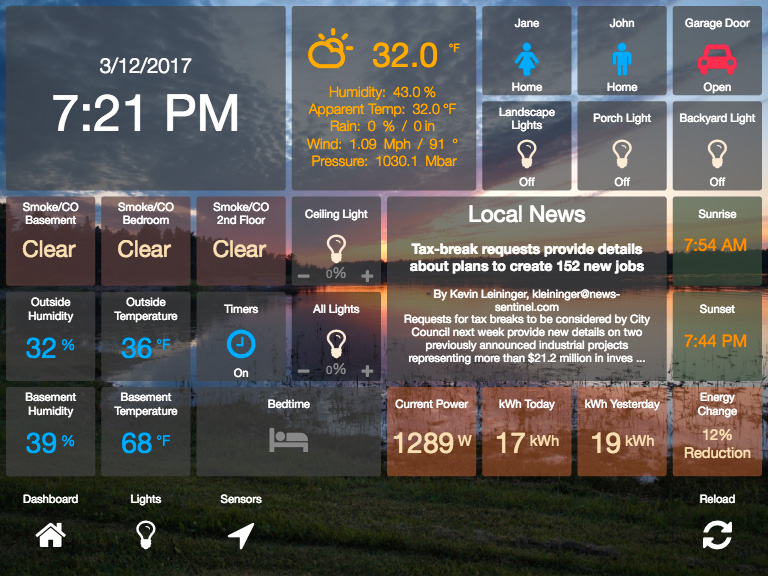 3/12/2017
7:21 PM
32.0 °F
Humidity: 43.0 %
Apparent Temp: 32.0 °F
Rain: 0 % / 0 in
Wind: 1.09 Mph / 91 °
Pressure: 1030.1 Mbar
Jane
Home
John
Home
Garage Door
Open
Landscape
Lights
Off
Porch Light
Off
Backyard Light
Off
Smoke/CO
Basement
Clear
Smoke/CO
Bedroom
Clear
Smoke/CO
2nd Floor
Clear
Ceiling Light
− 0% +
Local News
Tax-break requests provide details
about plans to create 152 new jobs
By Kevin Leininger, kleininger@news-
sentinel.com
Requests for tax breaks to be considered by City
Council next week provide new details on two
previously announced industrial projects
representing more than $21.2 million in inves ...
Sunrise
7:54 AM
Outside
Humidity
32 %
Outside
Temperature
36 °F
Timers
On
All Lights
− 0% +
Sunset
7:44 PM
Basement
Humidity
39 %
Basement
Temperature
68 °F
Bedtime
Current Power
1289 W
kWh Today
17 kWh
kWh Yesterday
19 kWh
Energy
Change
12%
Reduction
Dashboard
Lights
Sensors
Reload